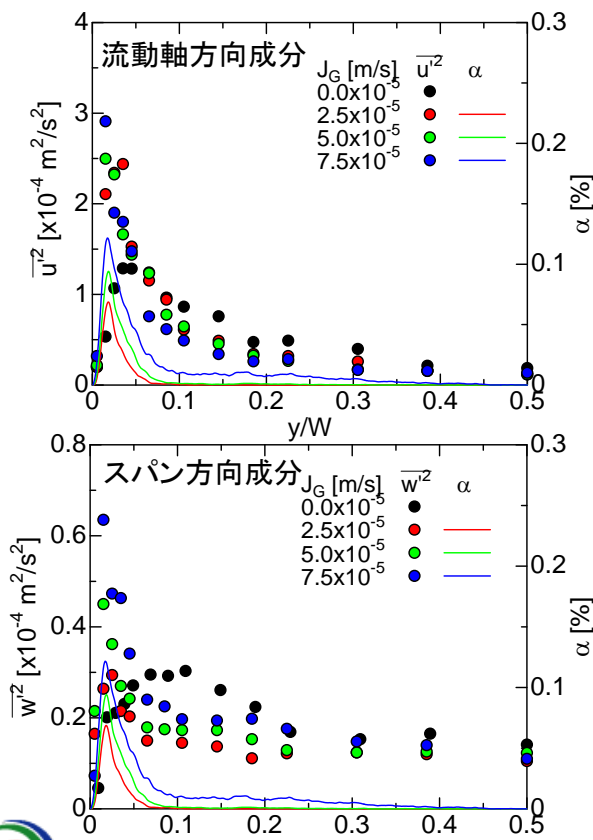 流動軸方向成分
J_G [m/s] u'² α
0.0x10⁻⁵
2.5x10⁻⁵
5.0x10⁻⁵
7.5x10⁻⁵
4
3
2
1
0
0.3
0.2
0.1
0
u'² [x10⁻⁴ m²/s²]
α [%]
0 0.1 0.2 0.3 0.4 0.5
y/W
スパン方向成分
J_G [m/s] w'² α
0.0x10⁻⁵
2.5x10⁻⁵
5.0x10⁻⁵
7.5x10⁻⁵
0.8
0.6
0.4
0.2
0
0.3
0.2
0.1
0
w'² [x10⁻⁴ m²/s²]
α [%]
0 0.1 0.2 0.3 0.4 0.5